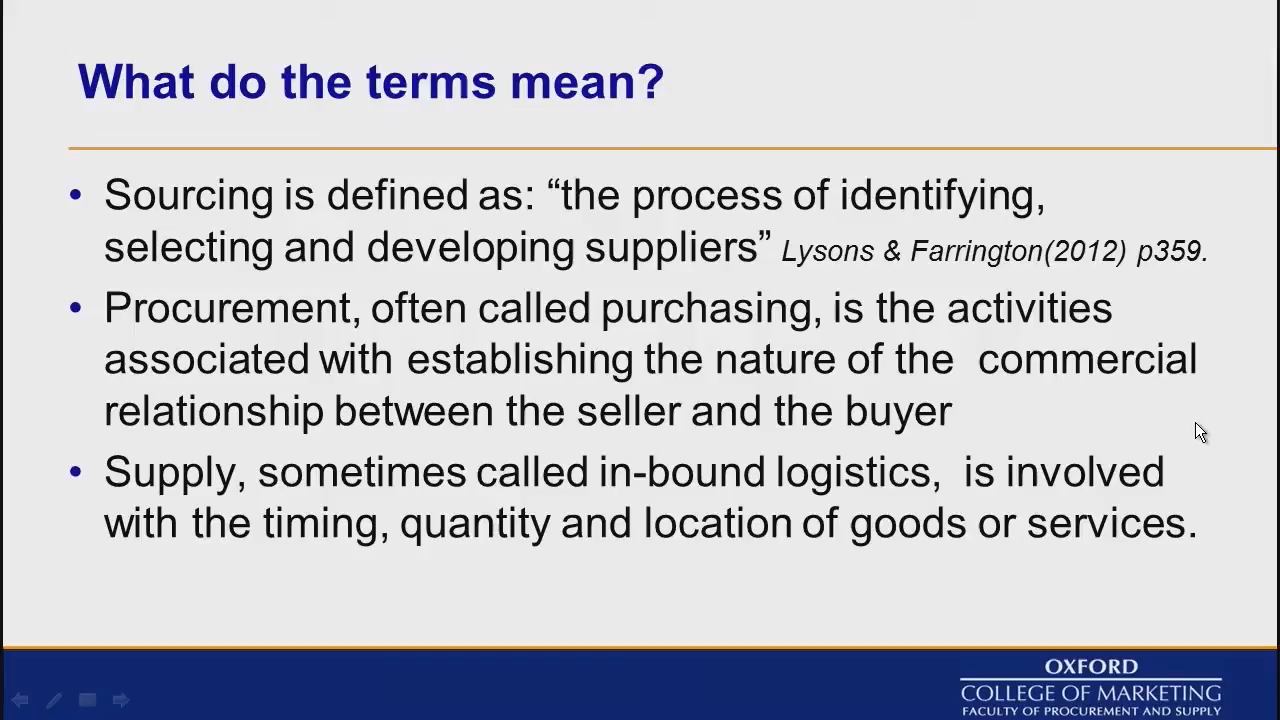 What do the terms mean?
• Sourcing is defined as: “the process of identifying,
selecting and developing suppliers” Lysons & Farrington(2012) p359.
• Procurement, often called purchasing, is the activities
associated with establishing the nature of the  commercial
relationship between the seller and the buyer
• Supply, sometimes called in-bound logistics,  is involved
with the timing, quantity and location of goods or services.
OXFORD
COLLEGE OF MARKETING
FACULTY OF PROCUREMENT AND SUPPLY